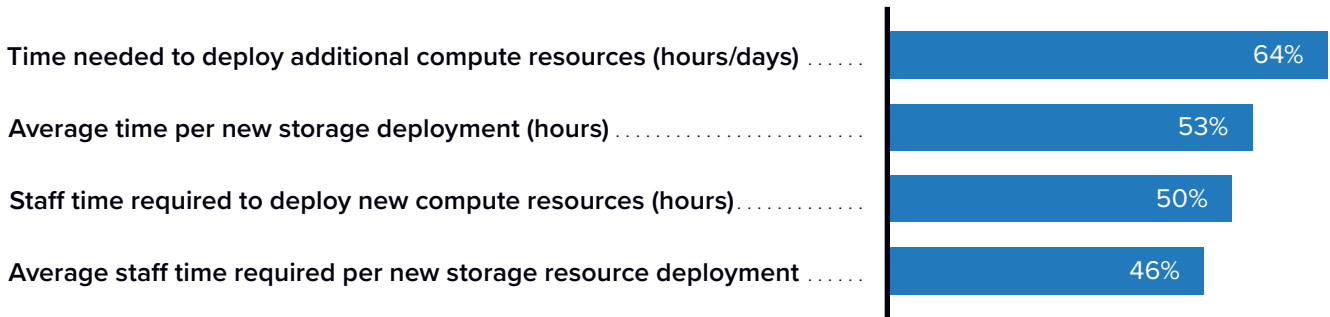 Time needed to deploy additional compute resources (hours/days) ...... 64%
Average time per new storage deployment (hours) ......................... 53%
Staff time required to deploy new compute resources (hours)............. 50%
Average staff time required per new storage resource deployment ...... 46%